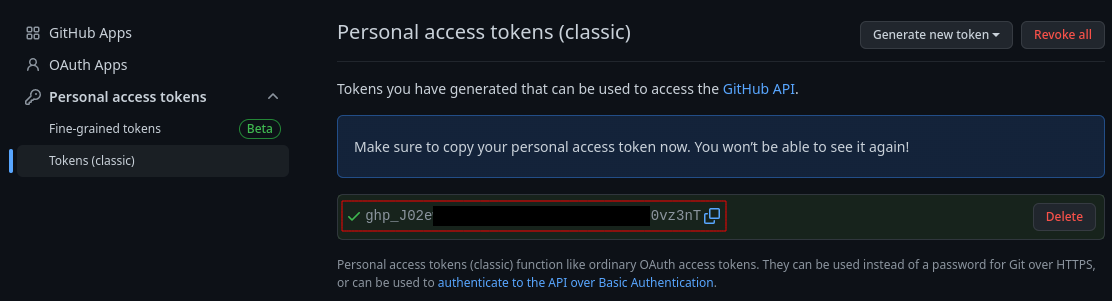 GitHub Apps
OAuth Apps
Personal access tokens
Fine-grained tokens Beta
Tokens (classic)
Personal access tokens (classic)
Generate new token
Revoke all
Tokens you have generated that can be used to access the GitHub API.
Make sure to copy your personal access token now. You won't be able to see it again!
ghp_J02e 0vz3nT
Delete
Personal access tokens (classic) function like ordinary OAuth access tokens. They can be used instead of a password for Git over HTTPS,
or can be used to authenticate to the API over Basic Authentication.